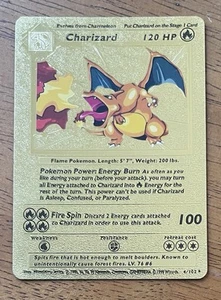 Evolves from Charmeleon Put Charizard on the Stage 1 Card
Charizard 120 HP
Flame Pokemon. Length: 5' 7", Weight: 200 lbs.
Pokemon Power: Energy Burn As often as you
like during your turn (before your attack), you may turn
all Energy attached to Charizard into for the rest of
the turn. This power can't be used if Charizard
is Asleep, Confused, or Paralyzed.
Fire Spin Discard 2 Energy cards attached
to Charizard in order to use this attack.
100
weakness resistance retreat cost
-30
Spits fire that is hot enough to melt boulders. Known to
unintentionally cause forest fires. LV. 76 #6
4/102